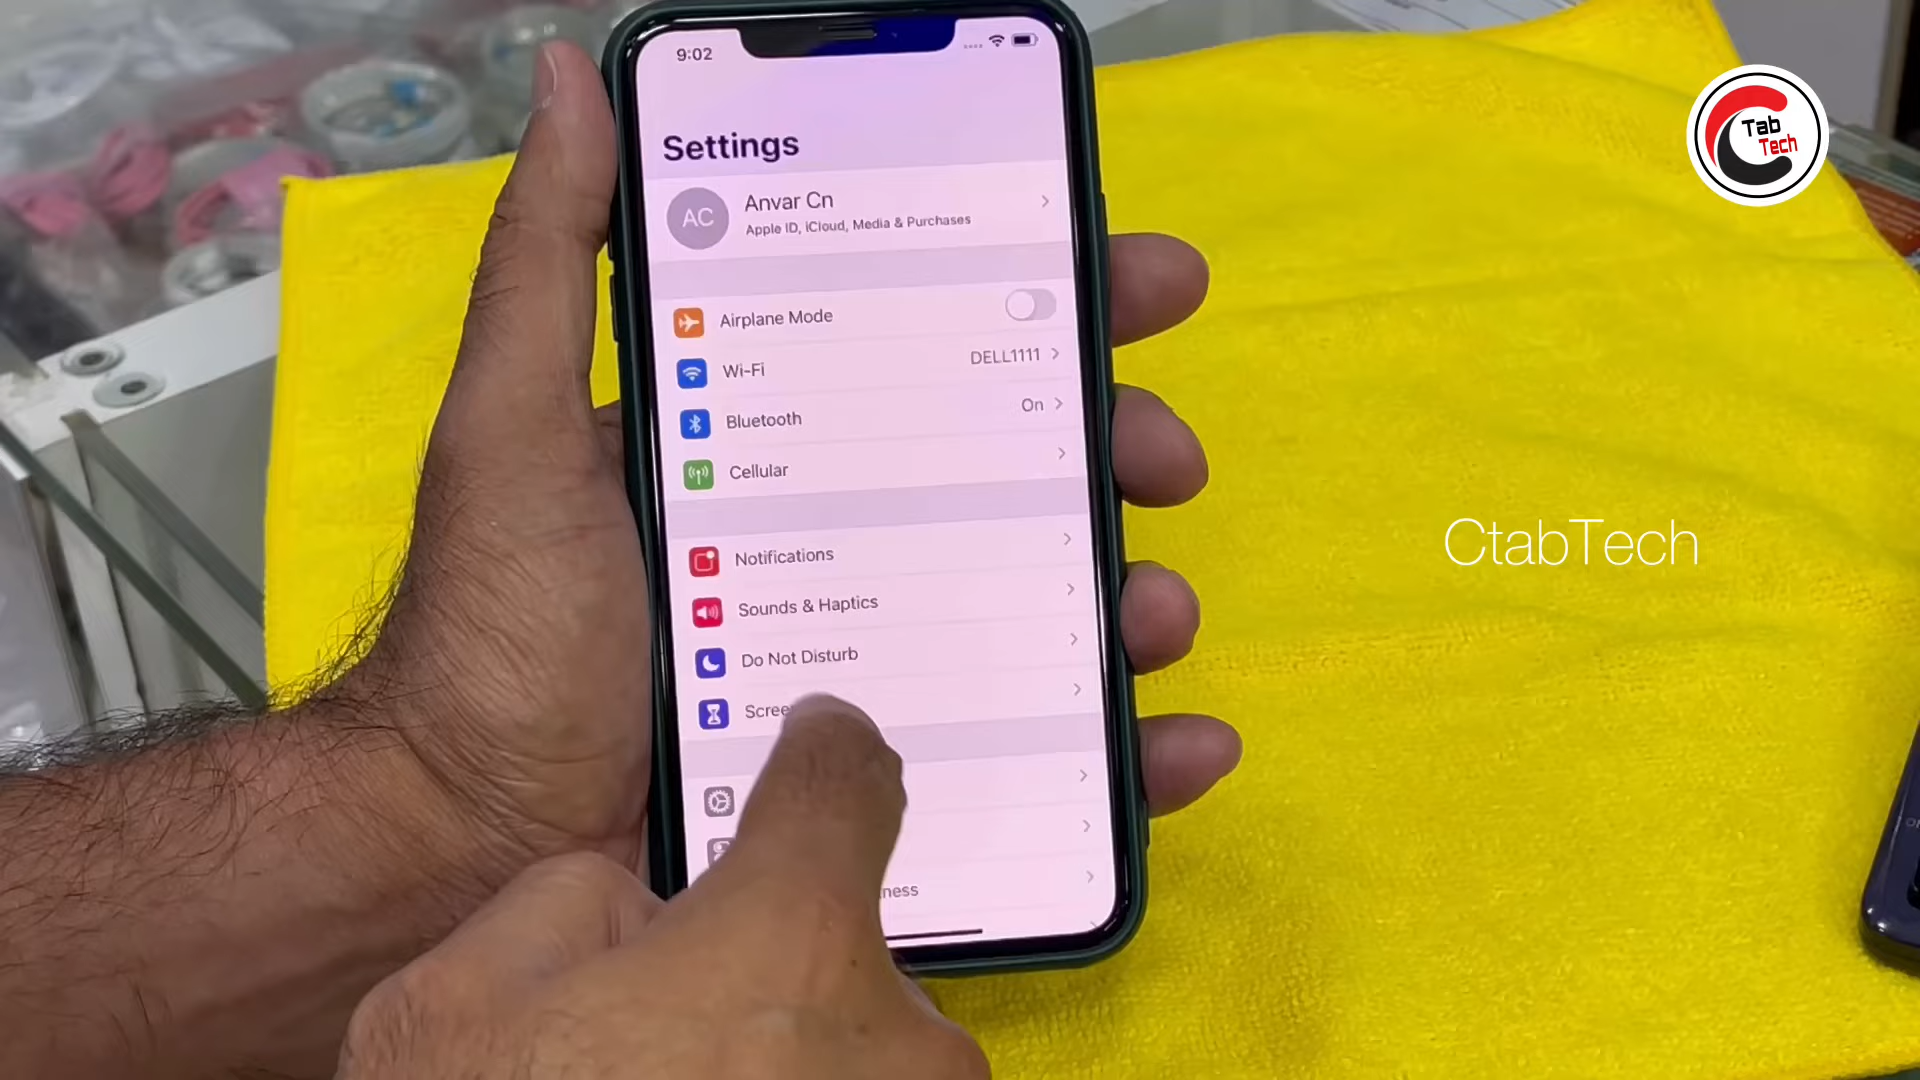 9:02
Settings
AC
Anvar Cn
Apple ID, iCloud, Media & Purchases
Airplane Mode
Wi-Fi
DELL1111
Bluetooth
On
Cellular
Notifications
Sounds & Haptics
Do Not Disturb
Tab
Tech
CtabTech